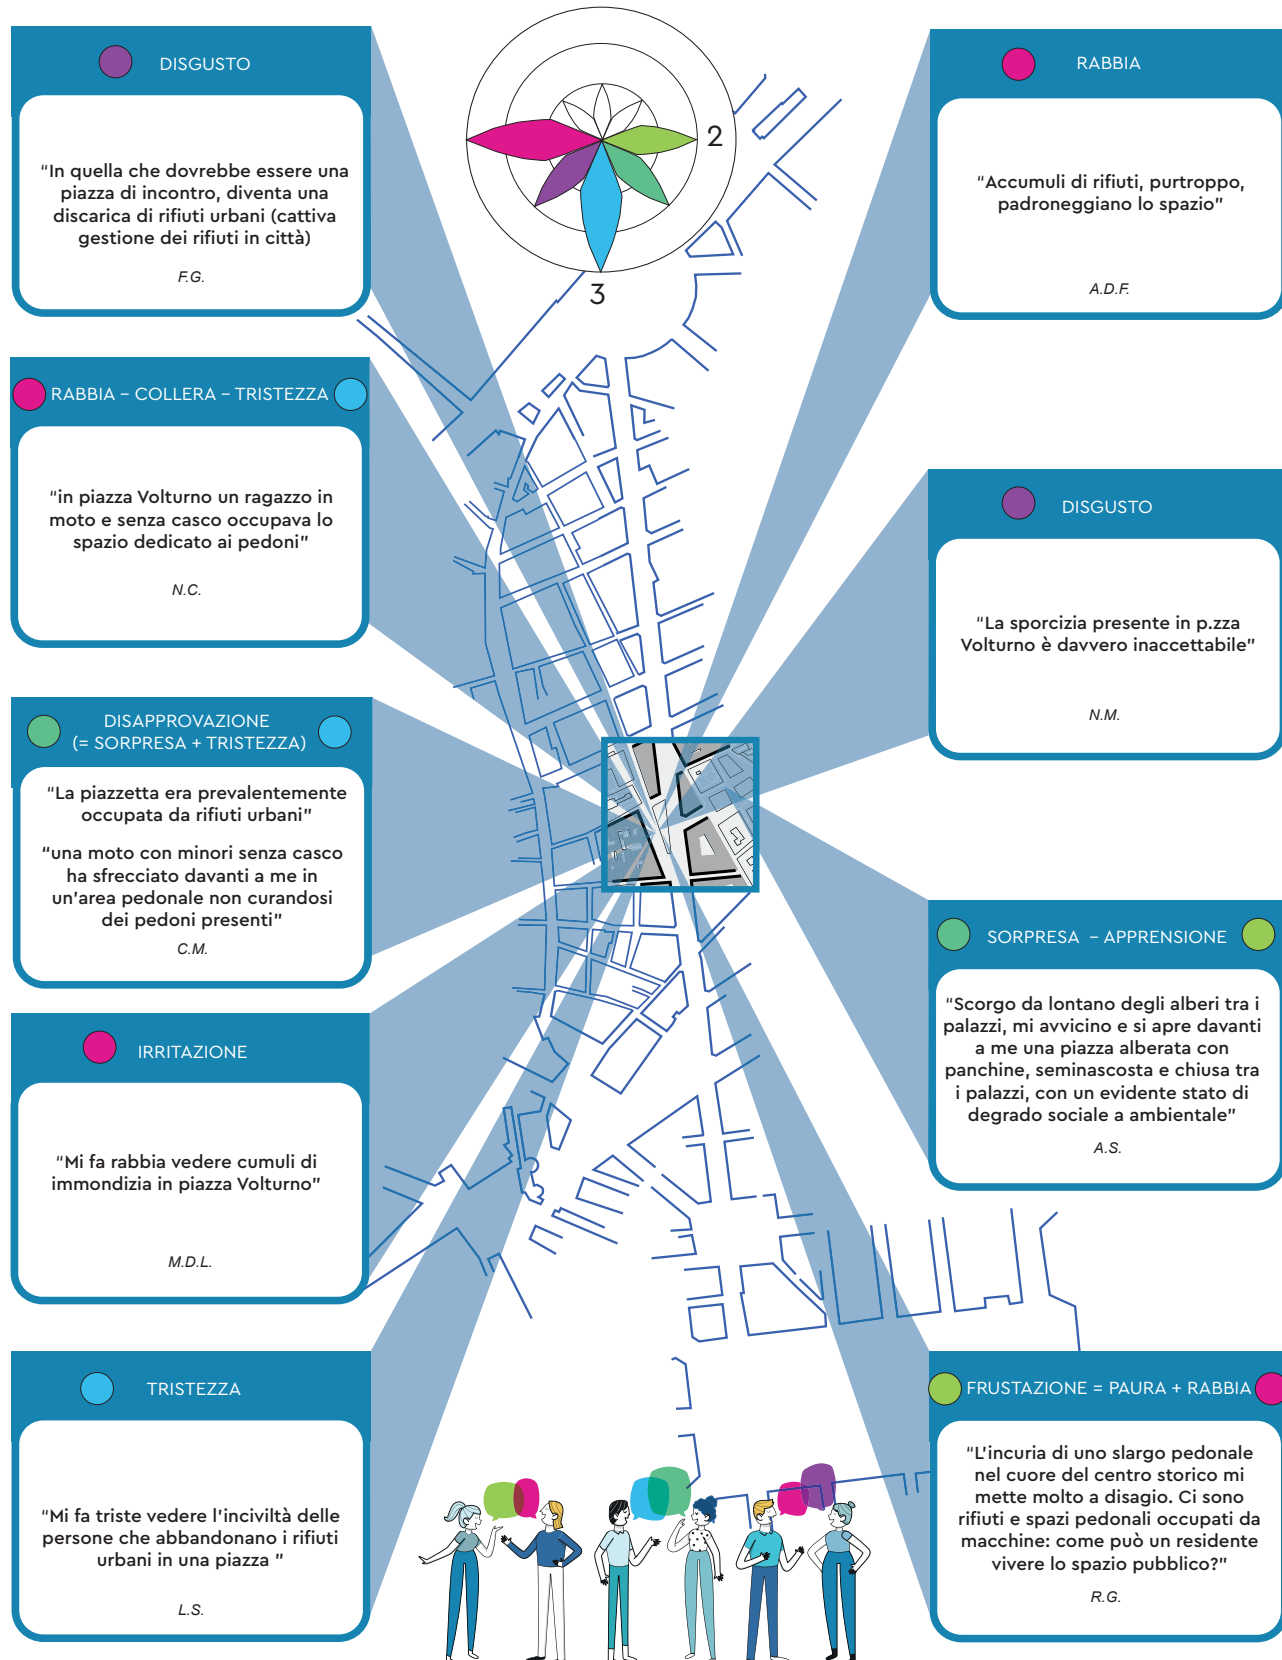 DISGUSTO
"In quella che dovrebbe essere una
piazza di incontro, diventa una
discarica di rifiuti urbani (cattiva
gestione dei rifiuti in città)
F.G.
RABBIA – COLLERA – TRISTEZZA
"in piazza Volturno un ragazzo in
moto e senza casco occupava lo
spazio dedicato ai pedoni"
N.C.
DISAPPROVAZIONE
(= SORPRESA + TRISTEZZA)
"La piazzetta era prevalentemente
occupata da rifiuti urbani"
"una moto con minori senza casco
ha sfrecciato davanti a me in
un'area pedonale non curandosi
dei pedoni presenti"
C.M.
IRRITAZIONE
"Mi fa rabbia vedere cumuli di
immondizia in piazza Volturno"
M.D.L.
TRISTEZZA
"Mi fa triste vedere l'inciviltà delle
persone che abbandonano i rifiuti
urbani in una piazza "
L.S.
2
3
RABBIA
"Accumuli di rifiuti, purtroppo,
padroneggiano lo spazio"
A.D.F.
DISGUSTO
"La sporcizia presente in p.zza
Volturno è davvero inaccettabile"
N.M.
SORPRESA – APPRENSIONE
"Scorgo da lontano degli alberi tra i
palazzi, mi avvicino e si apre davanti
a me una piazza alberata con
panchine, seminascosta e chiusa tra
i palazzi, con un evidente stato di
degrado sociale a ambientale"
A.S.
FRUSTAZIONE = PAURA + RABBIA
"L'incuria di uno slargo pedonale
nel cuore del centro storico mi
mette molto a disagio. Ci sono
rifiuti e spazi pedonali occupati da
macchine: come può un residente
vivere lo spazio pubblico?"
R.G.